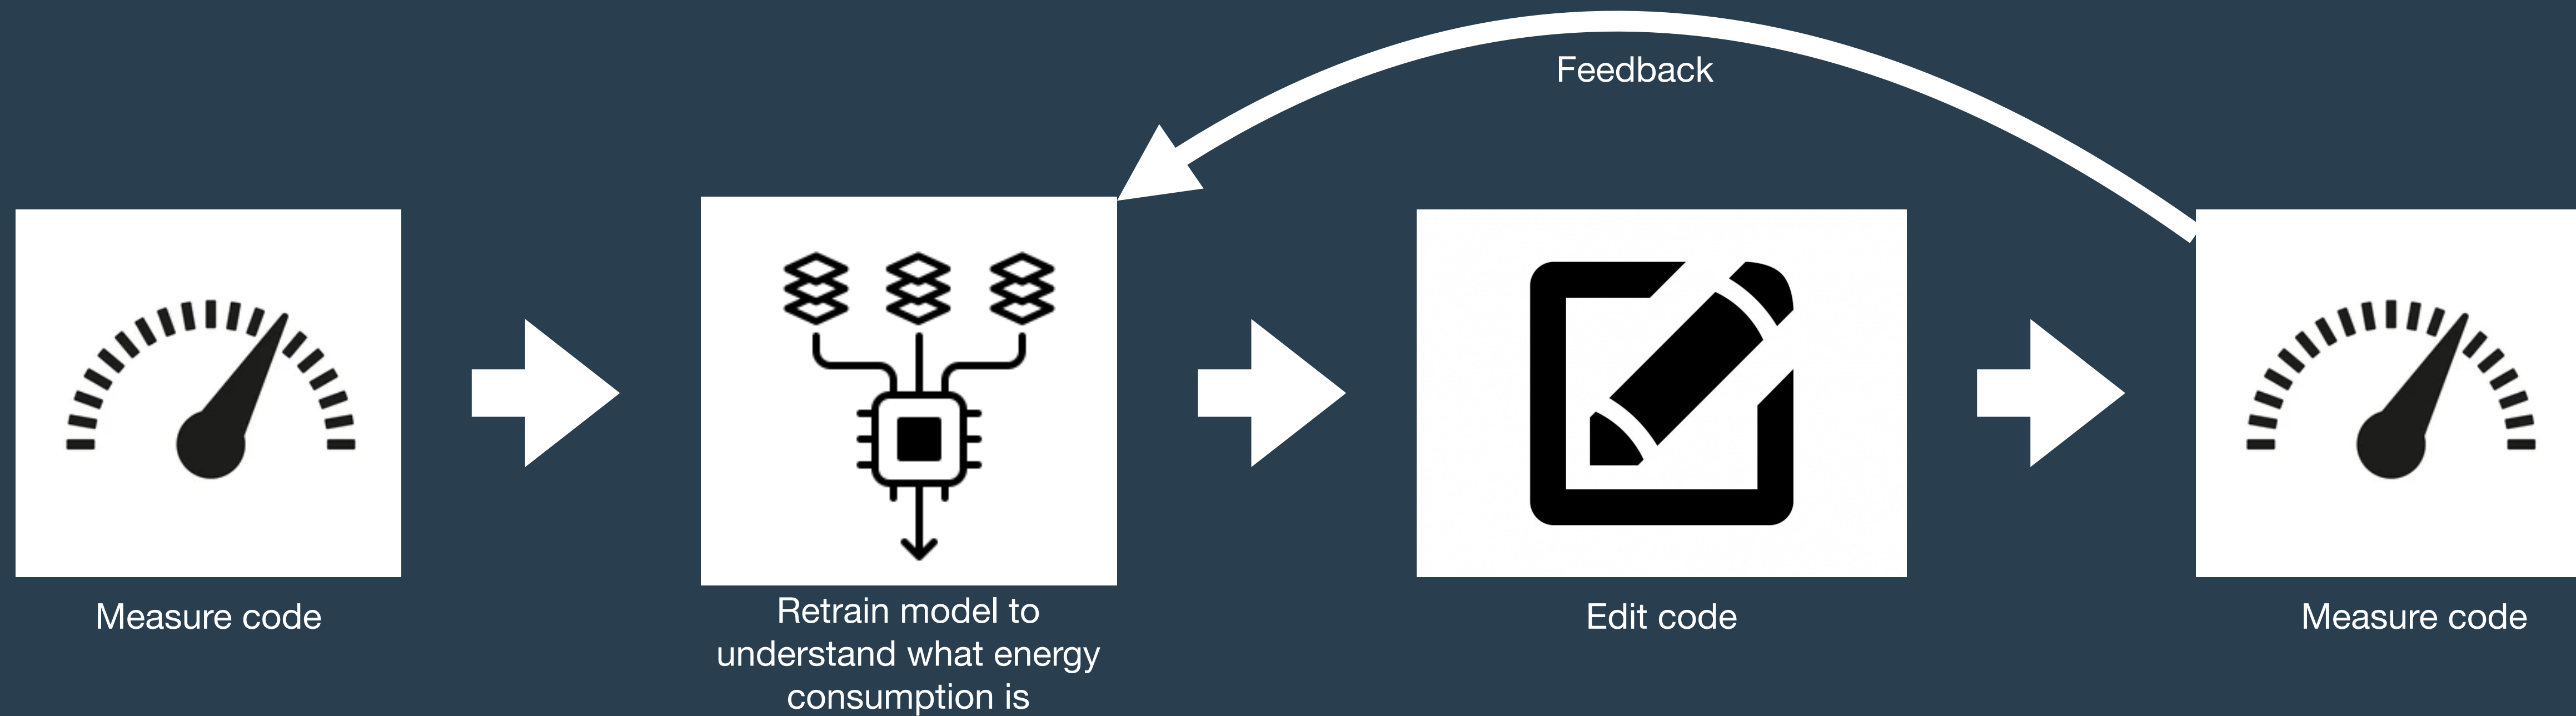 Feedback
Measure code
Retrain model to
understand what energy
consumption is
Edit code
Measure code